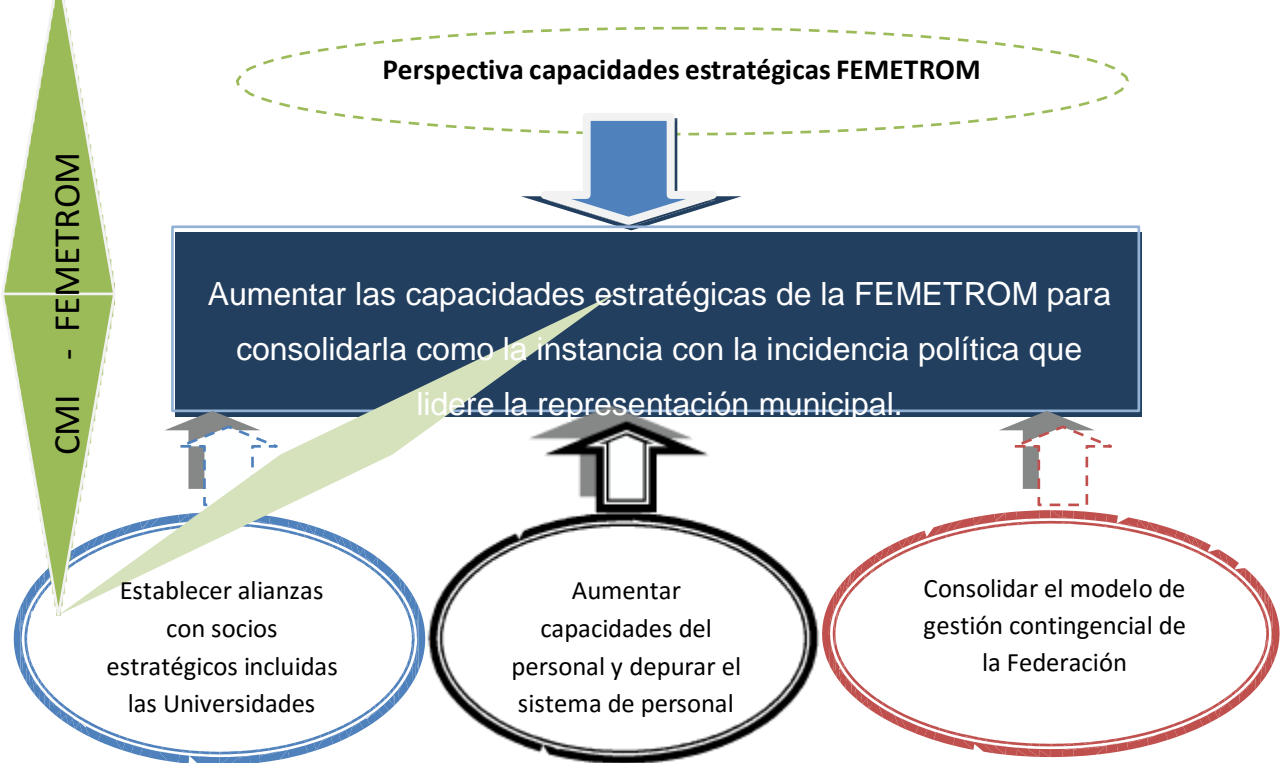 Perspectiva capacidades estratégicas FEMETROM
CMI - FEMETROM
Aumentar las capacidades estratégicas de la FEMETROM para
consolidarla como la instancia con la incidencia política que
lidere la representación municipal.
Establecer alianzas
con socios
estratégicos incluidas
las Universidades
Aumentar
capacidades del
personal y depurar el
sistema de personal
Consolidar el modelo de
gestión contingencial de
la Federación